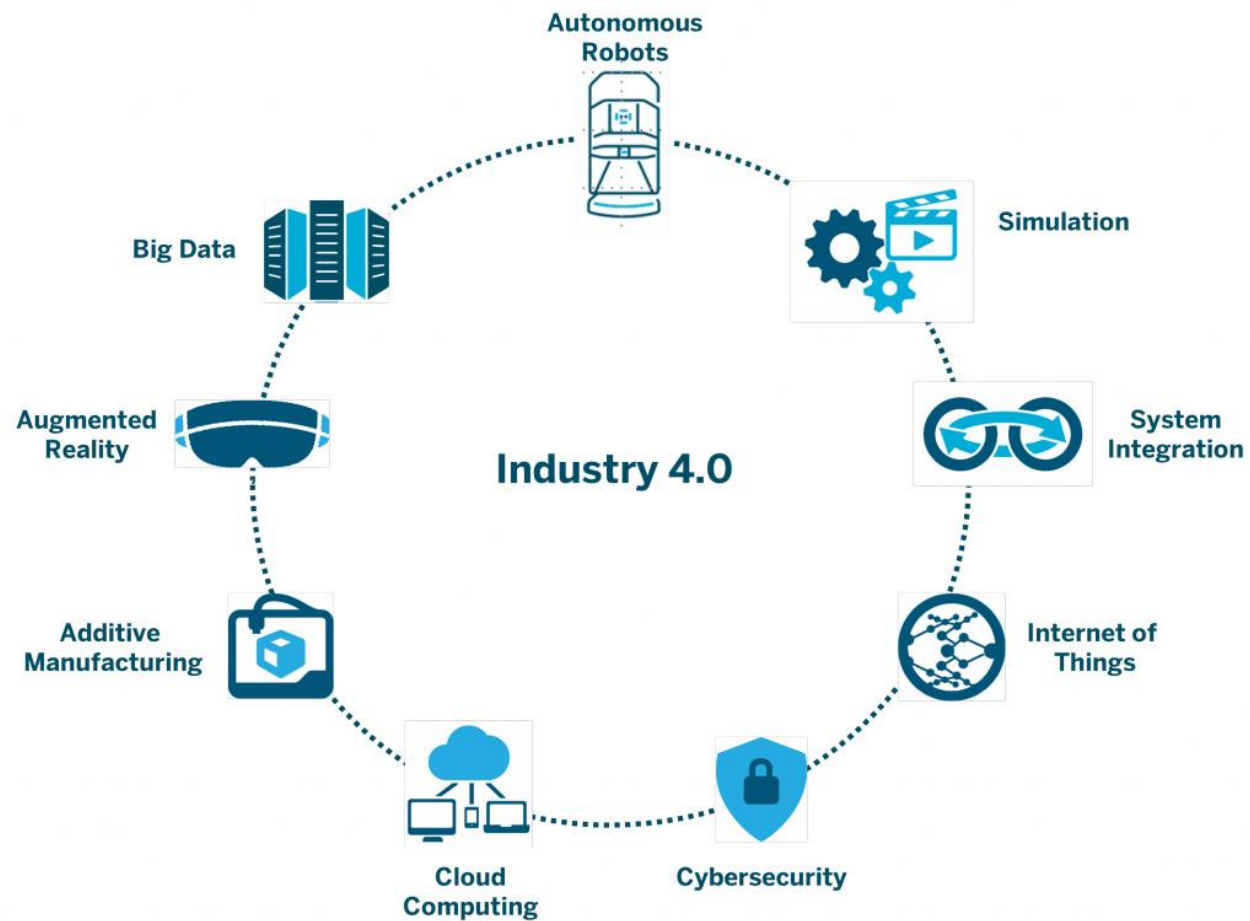 Autonomous
Robots
Simulation
Big Data
System
Integration
Augmented
Reality
Industry 4.0
Internet of
Things
Additive
Manufacturing
Cybersecurity
Cloud
Computing